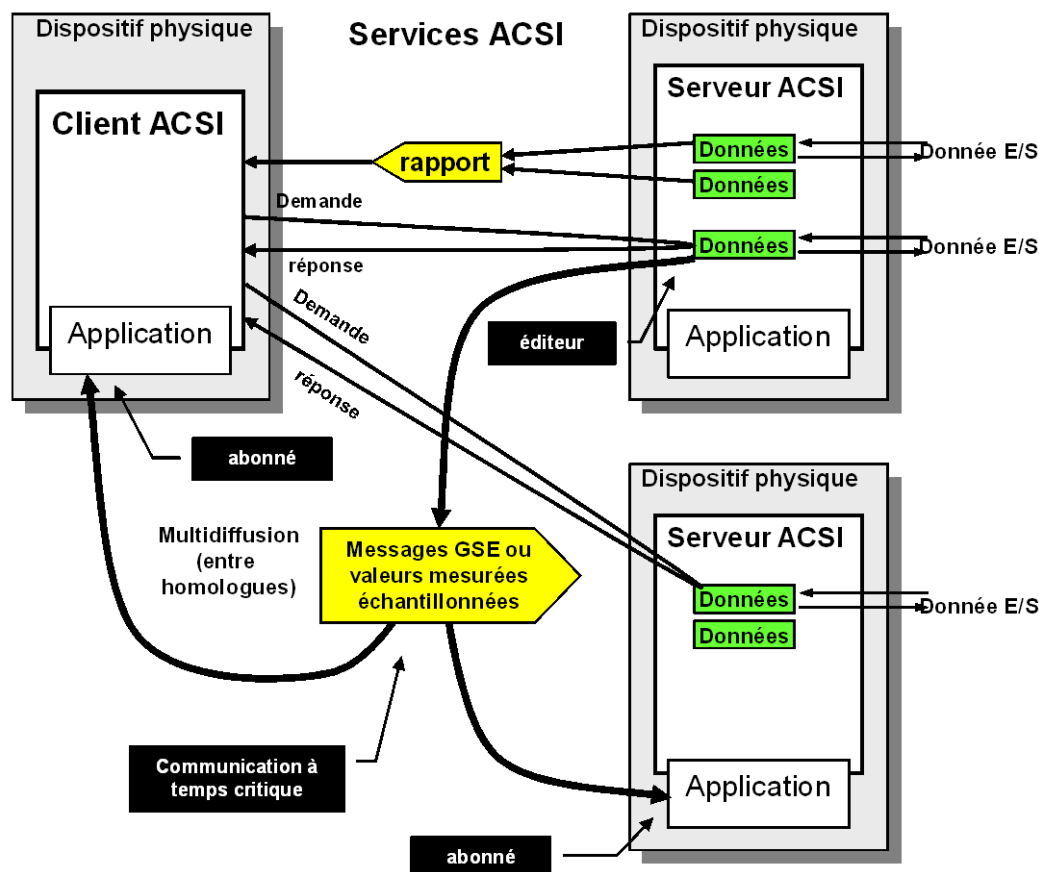 Dispositif physique
Services ACSI
Dispositif physique
Client ACSI
Serveur ACSI
rapport
Données
Donnée E/S
Données
Demande
Données
Donnée E/S
réponse
Demande
Application
éditeur
Application
réponse
abonné
Dispositif physique
Multidiffusion
(entre
homologues)
Messages GSE ou
valeurs mesurées
échantillonnées
Serveur ACSI
Données
Donnée E/S
Données
Communication à
temps critique
Application
abonné